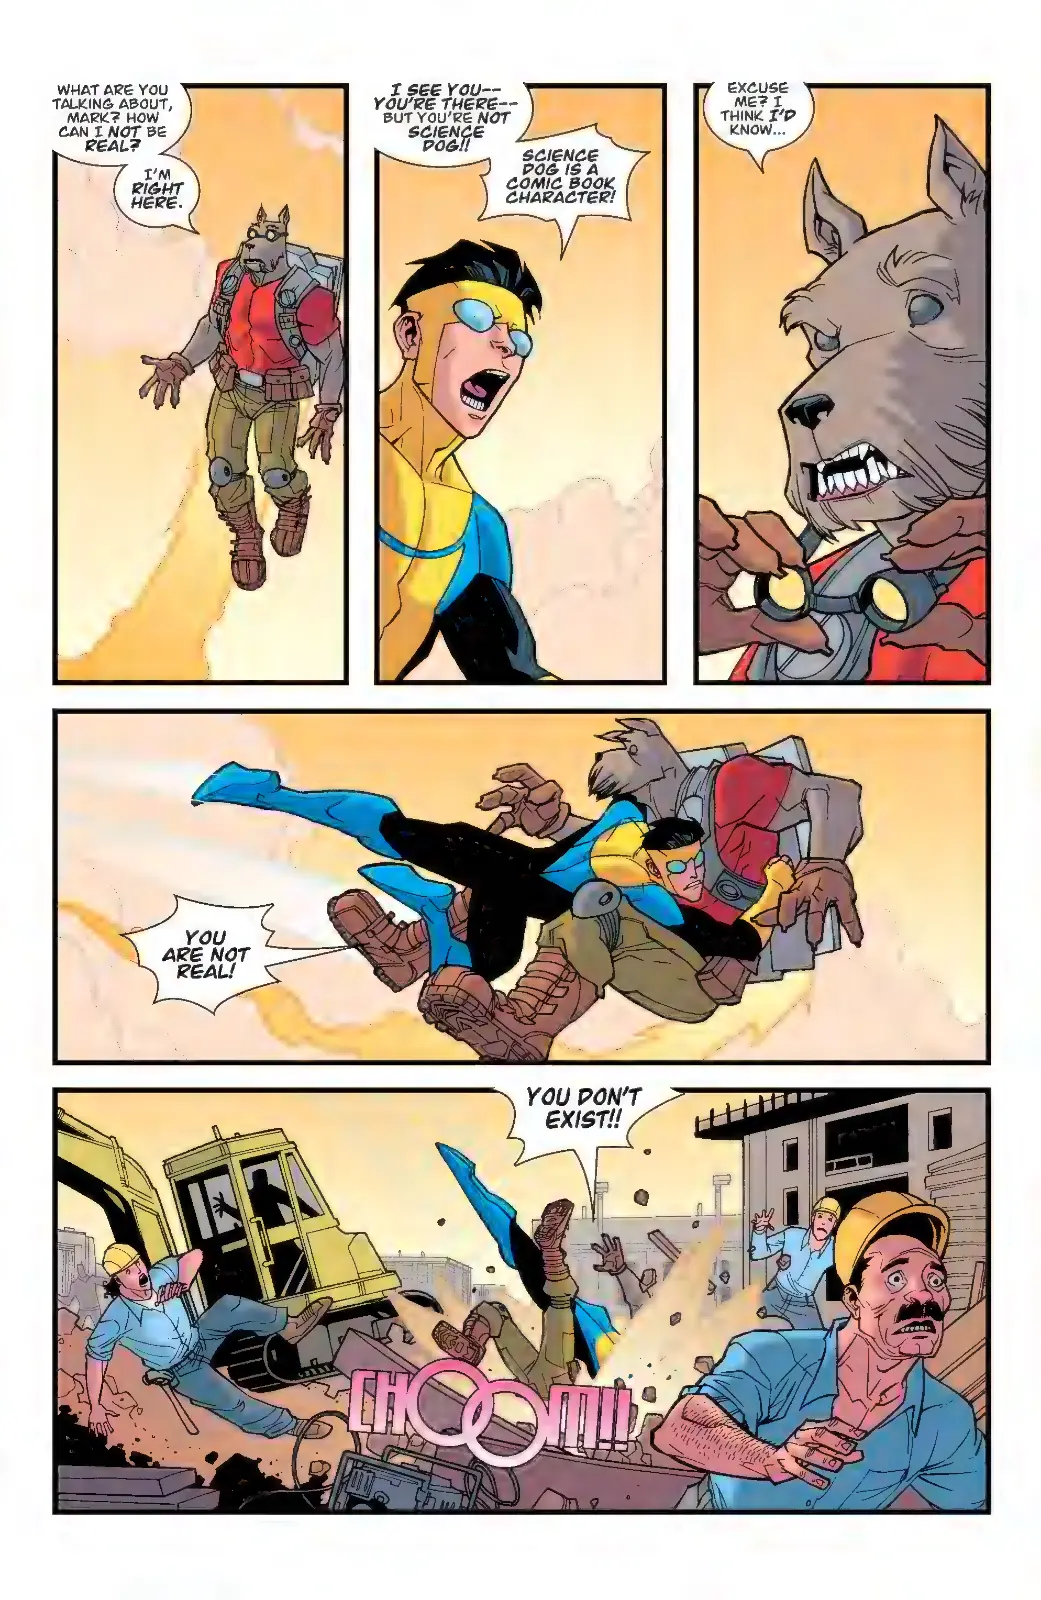 WHAT ARE YOU
TALKING ABOUT,
MARK? HOW
CAN I NOT BE
REAL?
I'M
RIGHT
HERE.
I SEE YOU--
YOU'RE THERE--
BUT YOU'RE NOT
SCIENCE
DOG!!
SCIENCE
DOG IS A
COMIC BOOK
CHARACTER!
EXCUSE
ME? I
THINK I'D
KNOW...
YOU
ARE NOT
REAL!
YOU DON'T
EXIST!!
CHOOOM!!